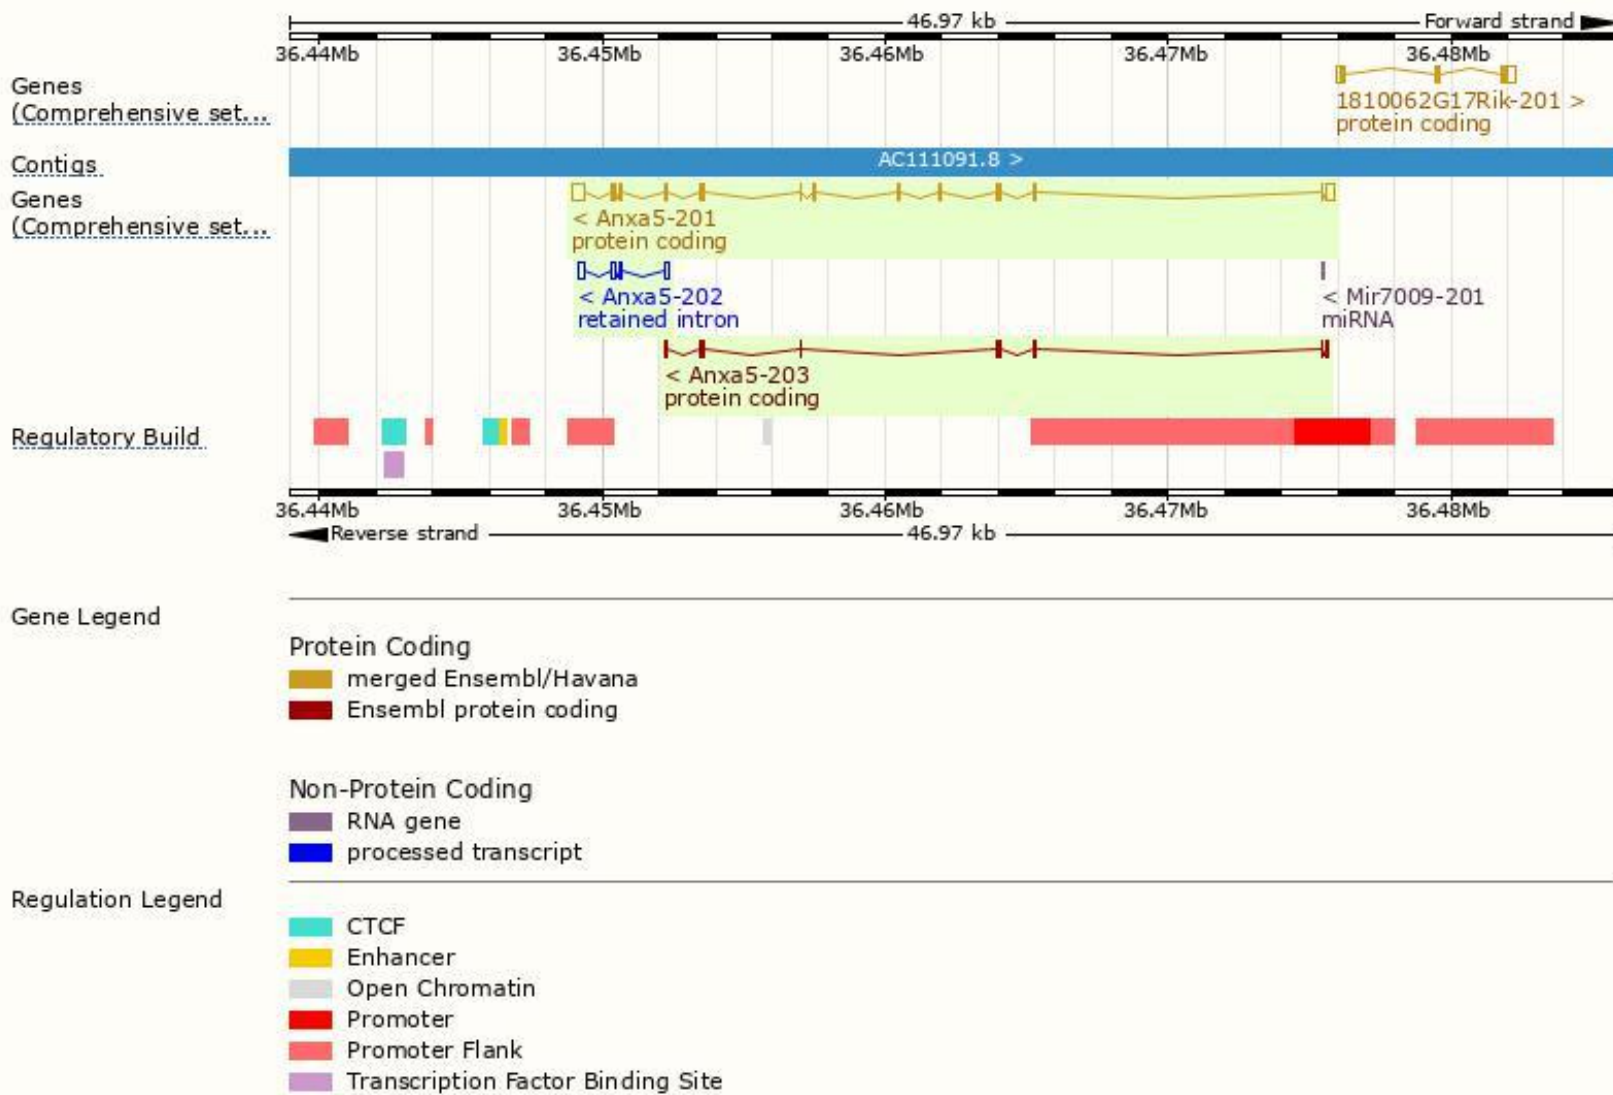 46.97 kb Forward strand
36.44Mb 36.45Mb 36.46Mb 36.47Mb 36.48Mb
Genes
(Comprehensive set...
1810062G17Rik-201 >
protein coding
Contigs
AC111091.8 >
Genes
(Comprehensive set...
< Anxa5-201
protein coding
< Anxa5-202
retained intron
< Mir7009-201
miRNA
< Anxa5-203
protein coding
Regulatory Build
36.44Mb 36.45Mb 36.46Mb 36.47Mb 36.48Mb
Reverse strand 46.97 kb
Gene Legend
Protein Coding
merged Ensembl/Havana
Ensembl protein coding
Non-Protein Coding
RNA gene
processed transcript
Regulation Legend
CTCF
Enhancer
Open Chromatin
Promoter
Promoter Flank
Transcription Factor Binding Site